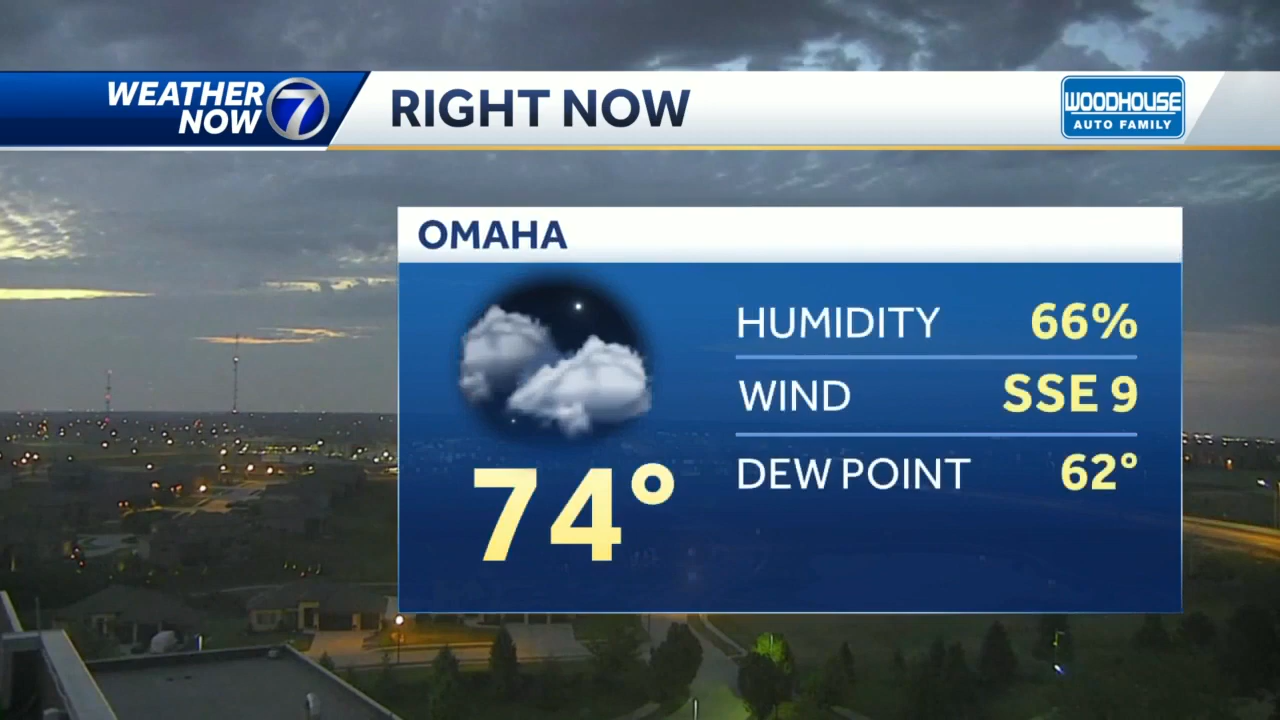 WEATHER
NOW 7
RIGHT NOW
WOODHOUSE
AUTO FAMILY
OMAHA
74°
HUMIDITY 66%
WIND SSE 9
DEW POINT 62°